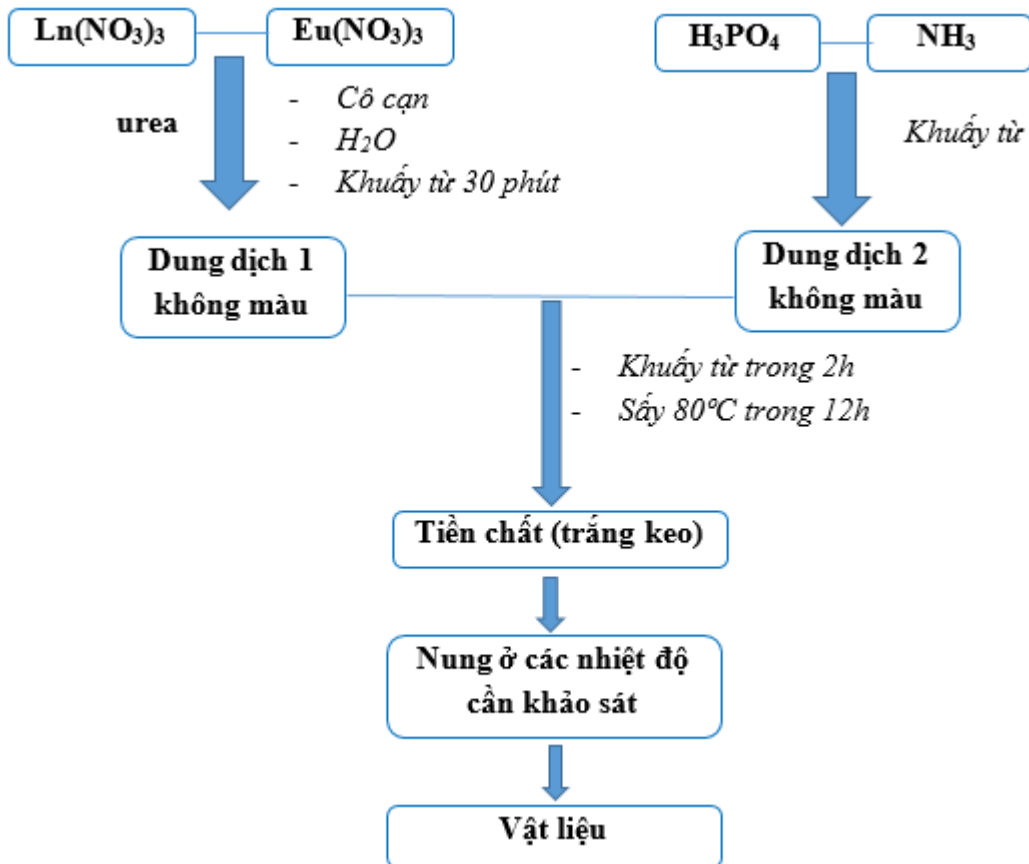 Ln(NO₃)₃
Eu(NO₃)₃
H₃PO₄
NH₃
urea
- Cô cạn
- H₂O
- Khuấy từ 30 phút
Khuấy từ
Dung dịch 1
không màu
Dung dịch 2
không màu
- Khuấy từ trong 2h
- Sấy 80°C trong 12h
Tiền chất (trắng keo)
Nung ở các nhiệt độ
cần khảo sát
Vật liệu